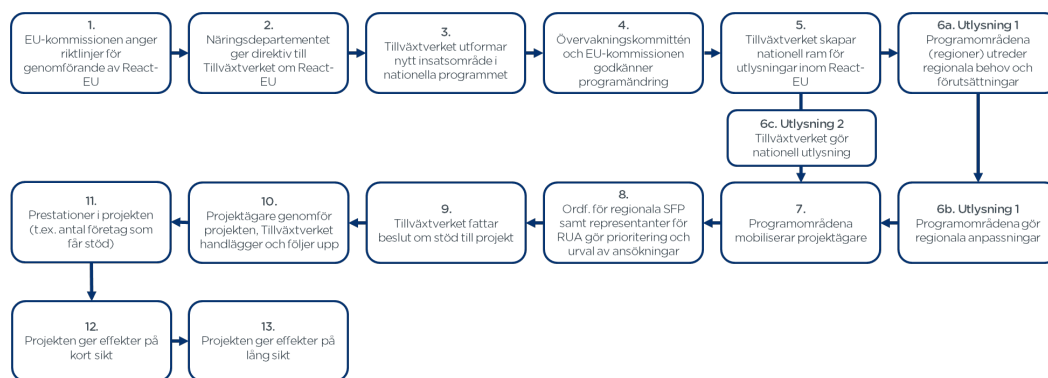 1.
EU-kommissionen anger
riktlinjer för
genomförande av React-
EU
2.
Näringsdepartementet
ger direktiv till
Tillväxtverket om React-
EU
3.
Tillväxtverket utformar
nytt insatsområde i
nationella programmet
4.
Övervakningskommittén
och EU-kommissionen
godkänner
programändring
5.
Tillväxtverket skapar
nationell ram för
utlysningar inom React-
EU
6a. Utlysning 1
Programområdena
(regioner) utreder
regionala behov och
förutsättningar
6c. Utlysning 2
Tillväxtverket gör
nationell utlysning
11.
Prestationer i projekten
(t.ex. antal företag som
får stöd)
10.
Projektägare genomför
projekten, Tillväxtverket
handlägger och följer upp
9.
Tillväxtverket fattar
beslut om stöd till projekt
8.
Ordf. för regionala SFP
samt representanter för
RUA gör prioritering och
urval av ansökningar
7.
Programområdena
mobiliserar projektägare
6b. Utlysning 1
Programområdena gör
regionala anpassningar
12.
Projekten ger effekter på
kort sikt
13.
Projekten ger effekter på
lång sikt